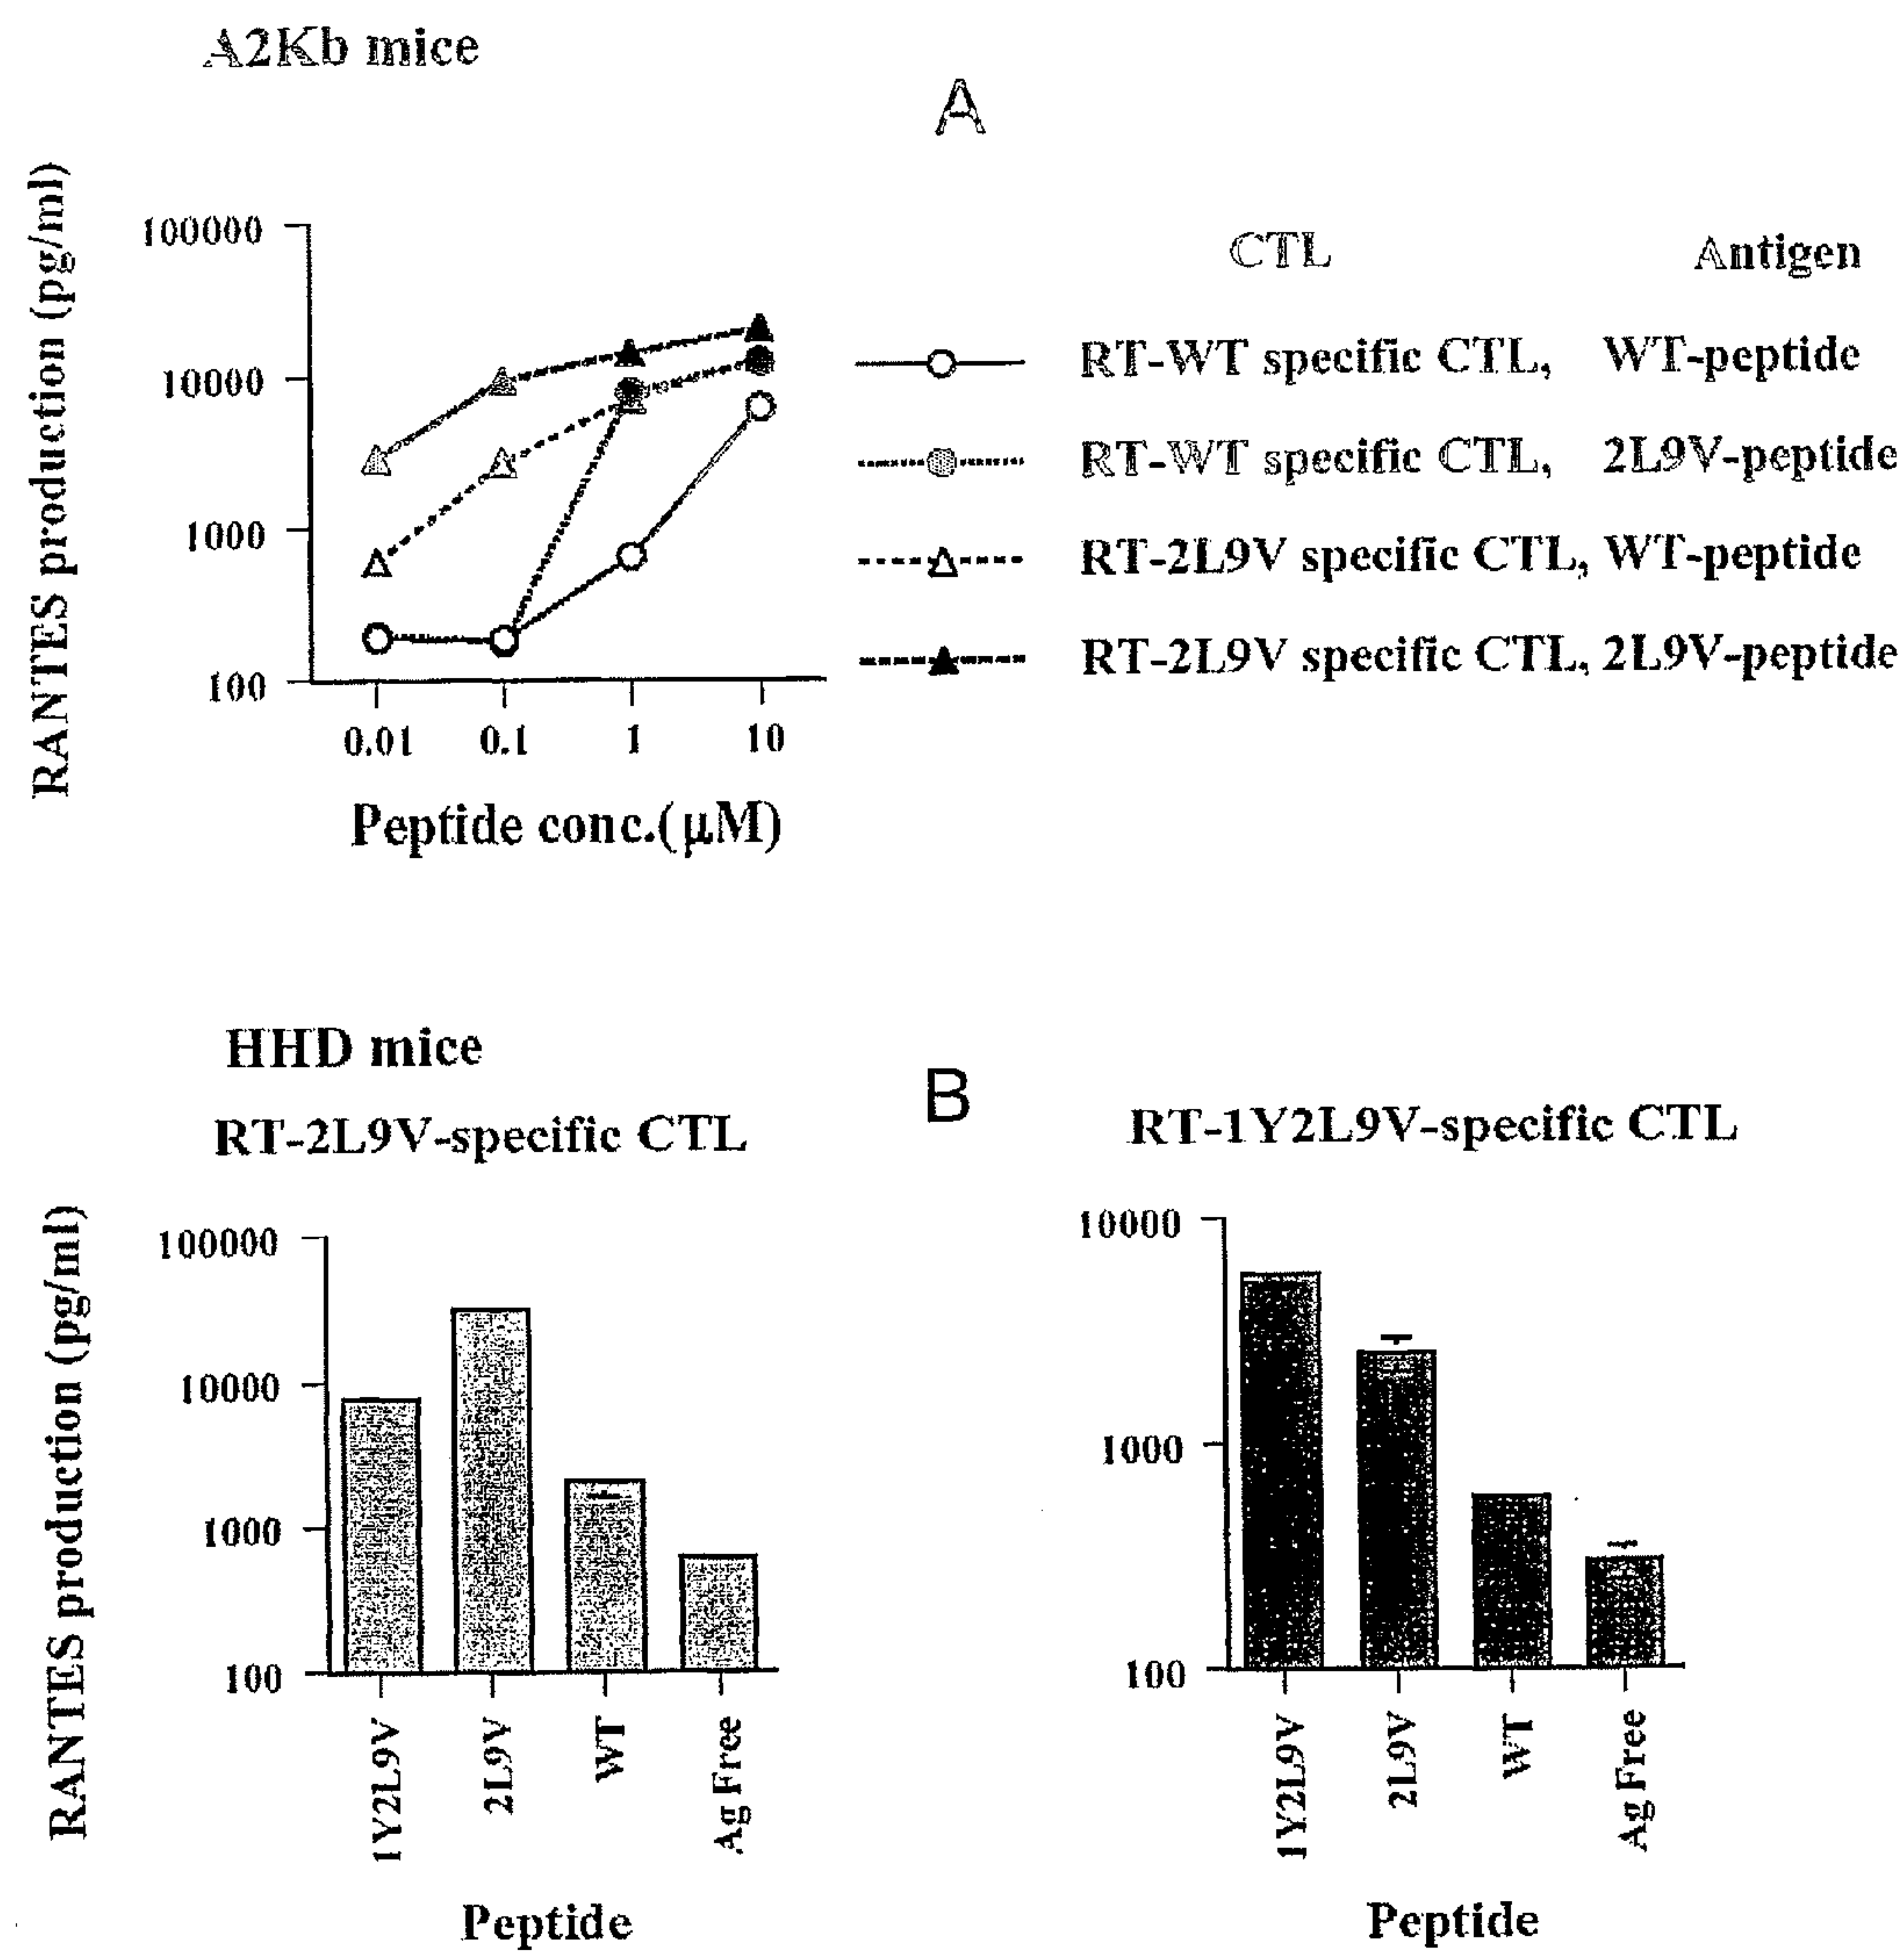 A2Kb mice
A
RANTES production (pg/ml)
100000
10000
1000
100
0.01 0.1 1 10
Peptide conc.(μM)
CTL Antigen
RT-WT specific CTL, WT-peptide
RT-WT specific CTL, 2L9V-peptide
RT-2L9V specific CTL, WT-peptide
RT-2L9V specific CTL, 2L9V-peptide
HHD mice
B
RT-2L9V-specific CTL
RANTES production (pg/ml)
100000
10000
1000
100
1Y2L9V 2L9V WT Ag Free
Peptide
RT-1Y2L9V-specific CTL
10000
1000
100
1Y2L9V 2L9V WT Ag Free
Peptide